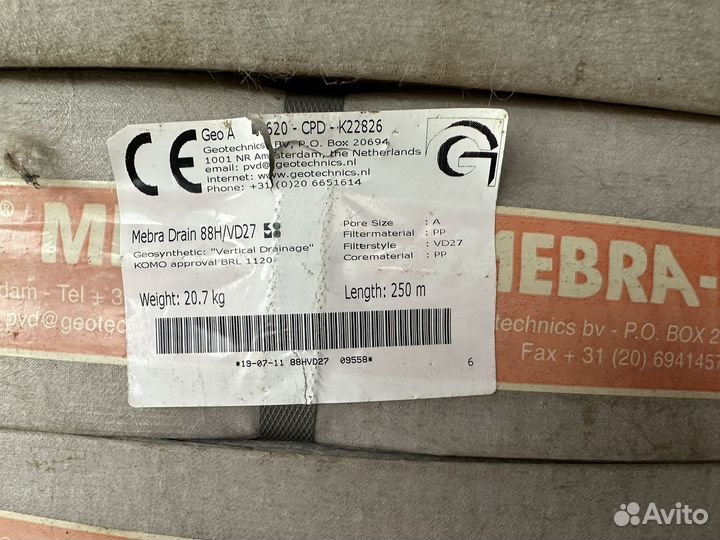 CE
Geo A 620 - CPD - K22826
Geotechnics BV, P.O. Box 20694
1001 NR Amsterdam, the Netherlands
email: pvd@geotechnics.nl
internet: www.geotechnics.nl
Phone: +31(0)20 6651614
G
Mebra Drain 88H/VD27
Geosynthetic: "Vertical Drainage"
KOMO approval BRL 1120
Pore Size : A
Filtermaterial : PP
Filterstyle : VD27
Corematerial : PP
Weight: 20.7 kg
Length: 250 m
*19-07-11 88HVD27 09558*
6
® M
dam - Tel + 3
pvd@geotec
MEBRA-
technics bv - P.O. BOX 2
Fax + 31 (20) 6941457
Avito